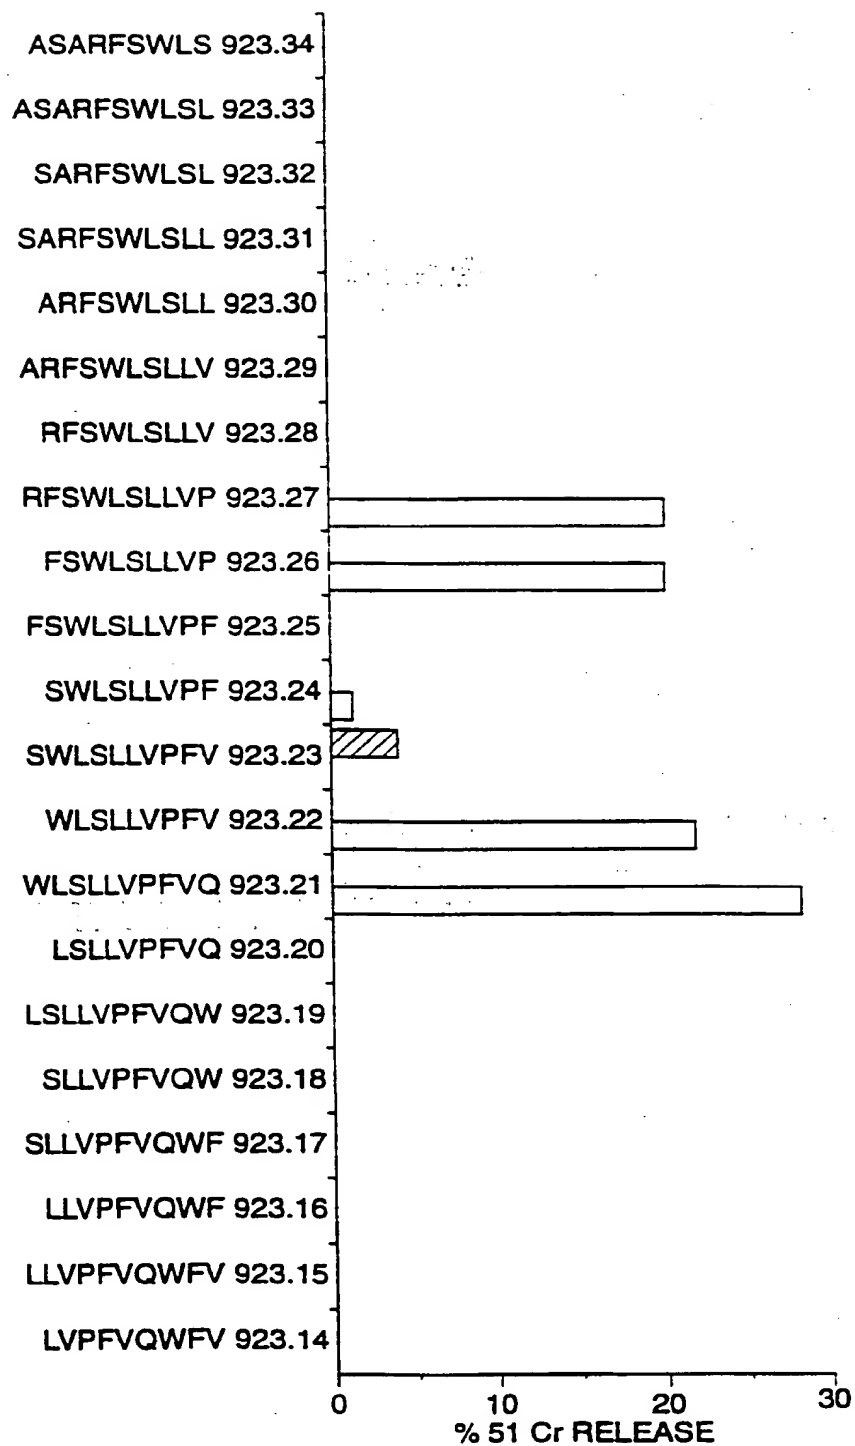 ASARFSWLS 923.34
ASARFSWLSL 923.33
SARFSWLSL 923.32
SARFSWLSLL 923.31
ARFSWLSLL 923.30
ARFSWLSLLV 923.29
RFSWLSLLV 923.28
RFSWLSLLVP 923.27
FSWLSLLVP 923.26
FSWLSLLVPF 923.25
SWLSLLVPF 923.24
SWLSLLVPFV 923.23
WLSLLVPFV 923.22
WLSLLVPFVQ 923.21
LSLLVPFVQ 923.20
LSLLVPFVQW 923.19
SLLVPFVQW 923.18
SLLVPFVQWF 923.17
LLVPFVQWF 923.16
LLVPFVQWFV 923.15
LVPFVQWFV 923.14
0 10 20 30
% 51 Cr RELEASE